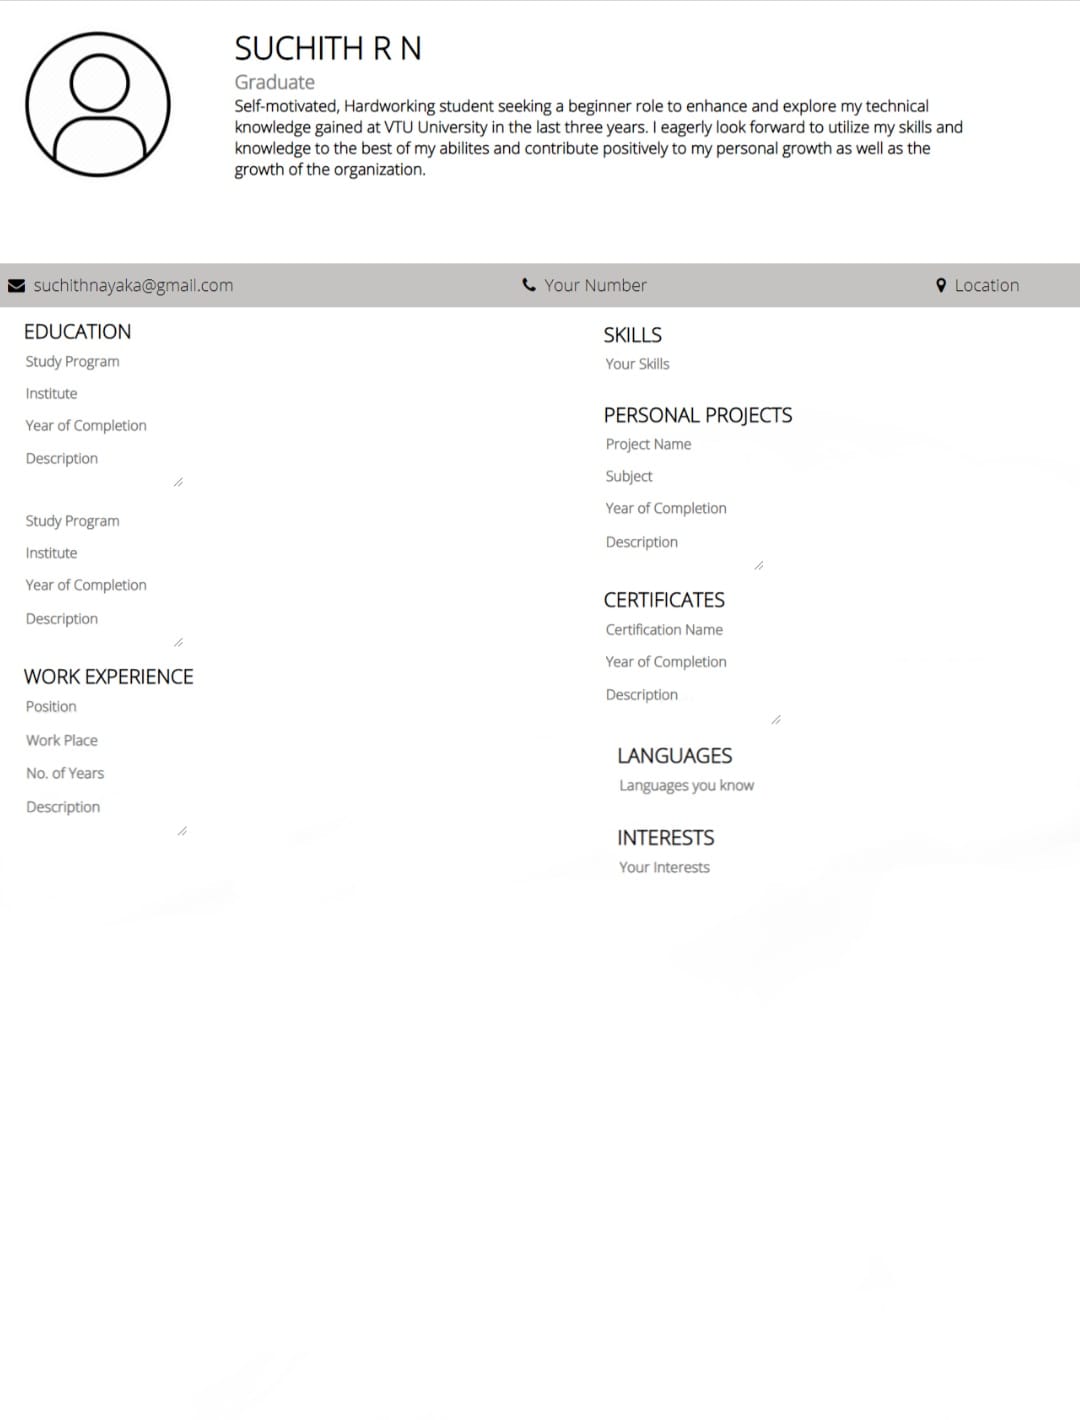 SUCHITH R N
Graduate
Self-motivated, Hardworking student seeking a beginner role to enhance and explore my technical
knowledge gained at VTU University in the last three years. I eagerly look forward to utilize my skills and
knowledge to the best of my abilites and contribute positively to my personal growth as well as the
growth of the organization.
suchithnayaka@gmail.com
Your Number
Location
EDUCATION
Study Program
Institute
Year of Completion
Description
Study Program
Institute
Year of Completion
Description
WORK EXPERIENCE
Position
Work Place
No. of Years
Description
SKILLS
Your Skills
PERSONAL PROJECTS
Project Name
Subject
Year of Completion
Description
CERTIFICATES
Certification Name
Year of Completion
Description
LANGUAGES
Languages you know
INTERESTS
Your Interests